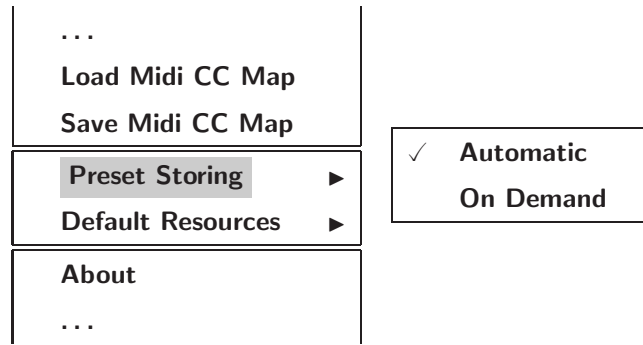 ...
Load Midi CC Map
Save Midi CC Map
Preset Storing ▶
Default Resources ▶
About
...
✓ Automatic
On Demand